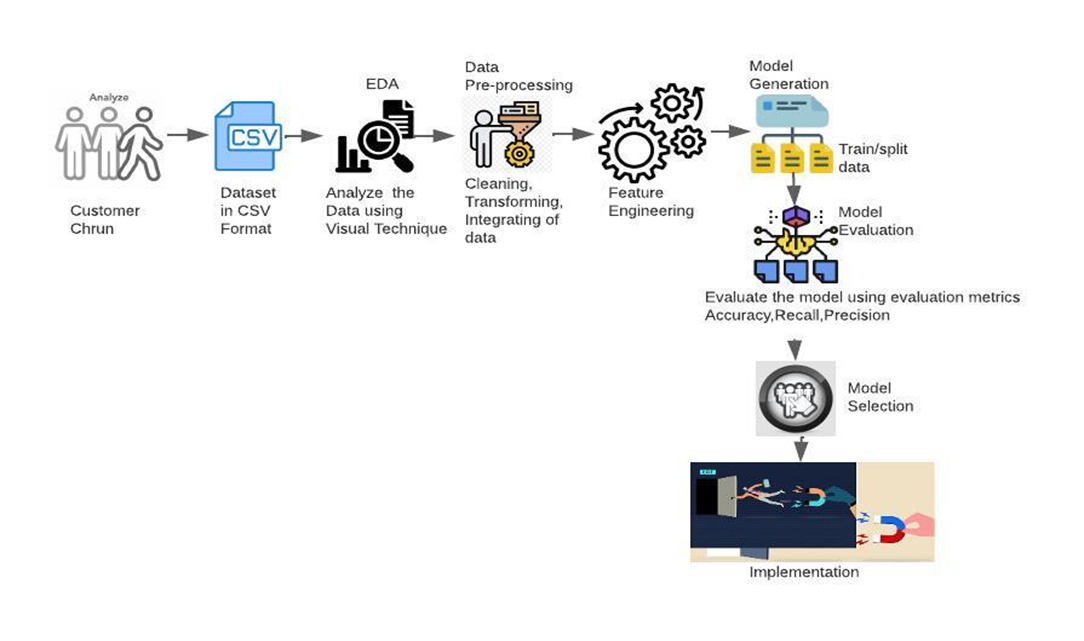 Analyze
Customer
Chrun
CSV
Dataset
in CSV
Format
EDA
Analyze the
Data using
Visual Technique
Data
Pre-processing
Cleaning,
Transforming,
Integrating of
data
Feature
Engineering
Model
Generation
Train/split
data
Model
Evaluation
Evaluate the model using evaluation metrics
Accuracy,Recall,Precision
Model
Selection
Implementation